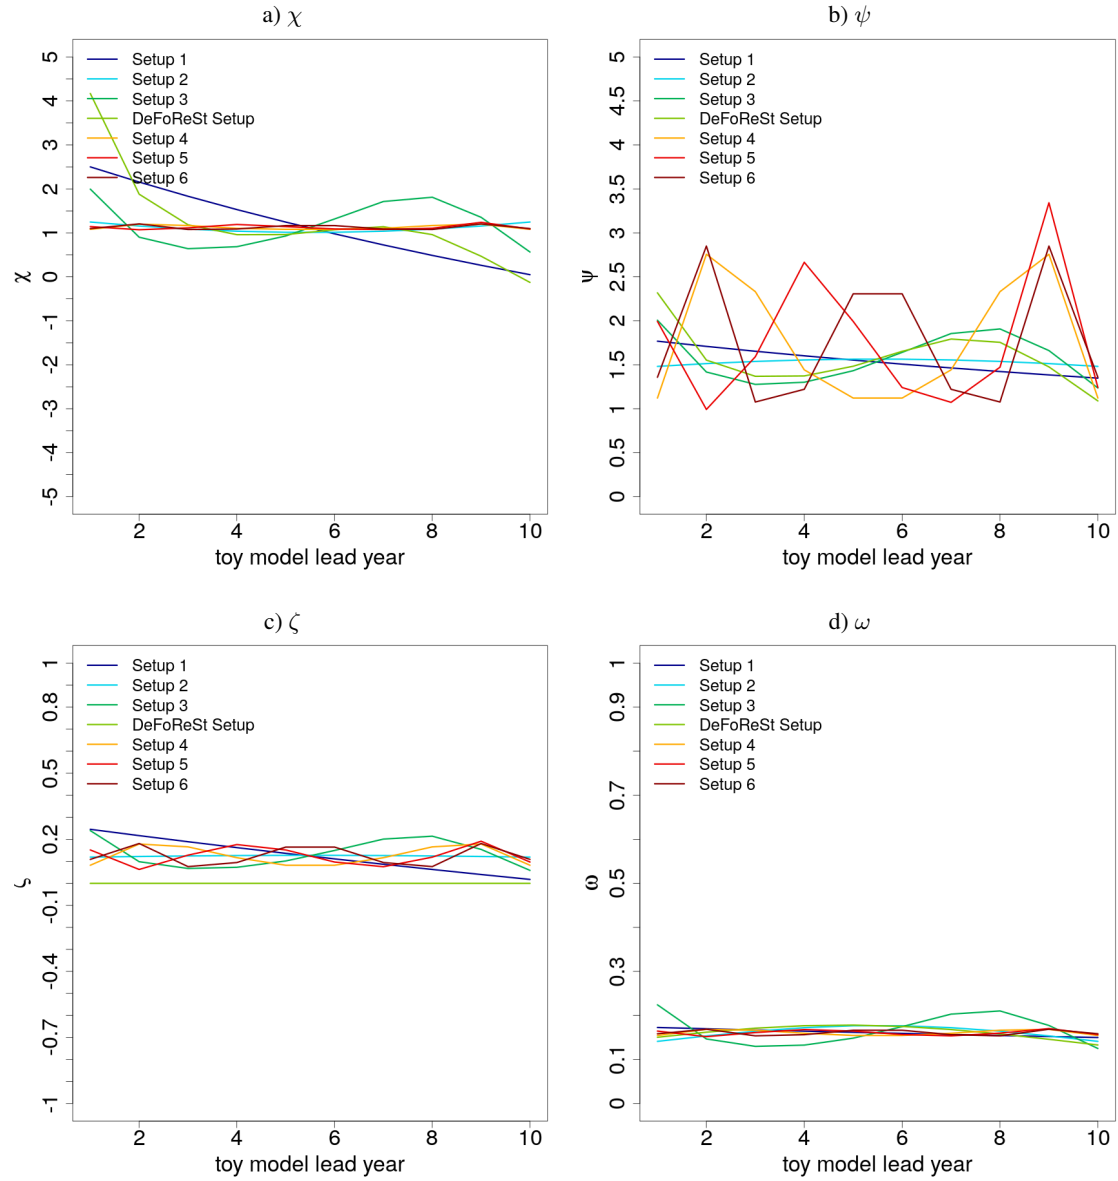 a) χ
5
4
3
2
1
0
-1
-2
-3
-4
-5
χ
Setup 1
Setup 2
Setup 3
DeFoReSt Setup
Setup 4
Setup 5
Setup 6
2 4 6 8 10
toy model lead year
b) ψ
5
4.5
4
3.5
3
2.5
2
1.5
1
0.5
0
ψ
Setup 1
Setup 2
Setup 3
DeFoReSt Setup
Setup 4
Setup 5
Setup 6
2 4 6 8 10
toy model lead year
c) ζ
1
0.8
0.5
0.2
-0.1
-0.4
-0.7
-1
ζ
Setup 1
Setup 2
Setup 3
DeFoReSt Setup
Setup 4
Setup 5
Setup 6
2 4 6 8 10
toy model lead year
d) ω
1
0.9
0.7
0.5
0.3
0.1
0
ω
Setup 1
Setup 2
Setup 3
DeFoReSt Setup
Setup 4
Setup 5
Setup 6
2 4 6 8 10
toy model lead year